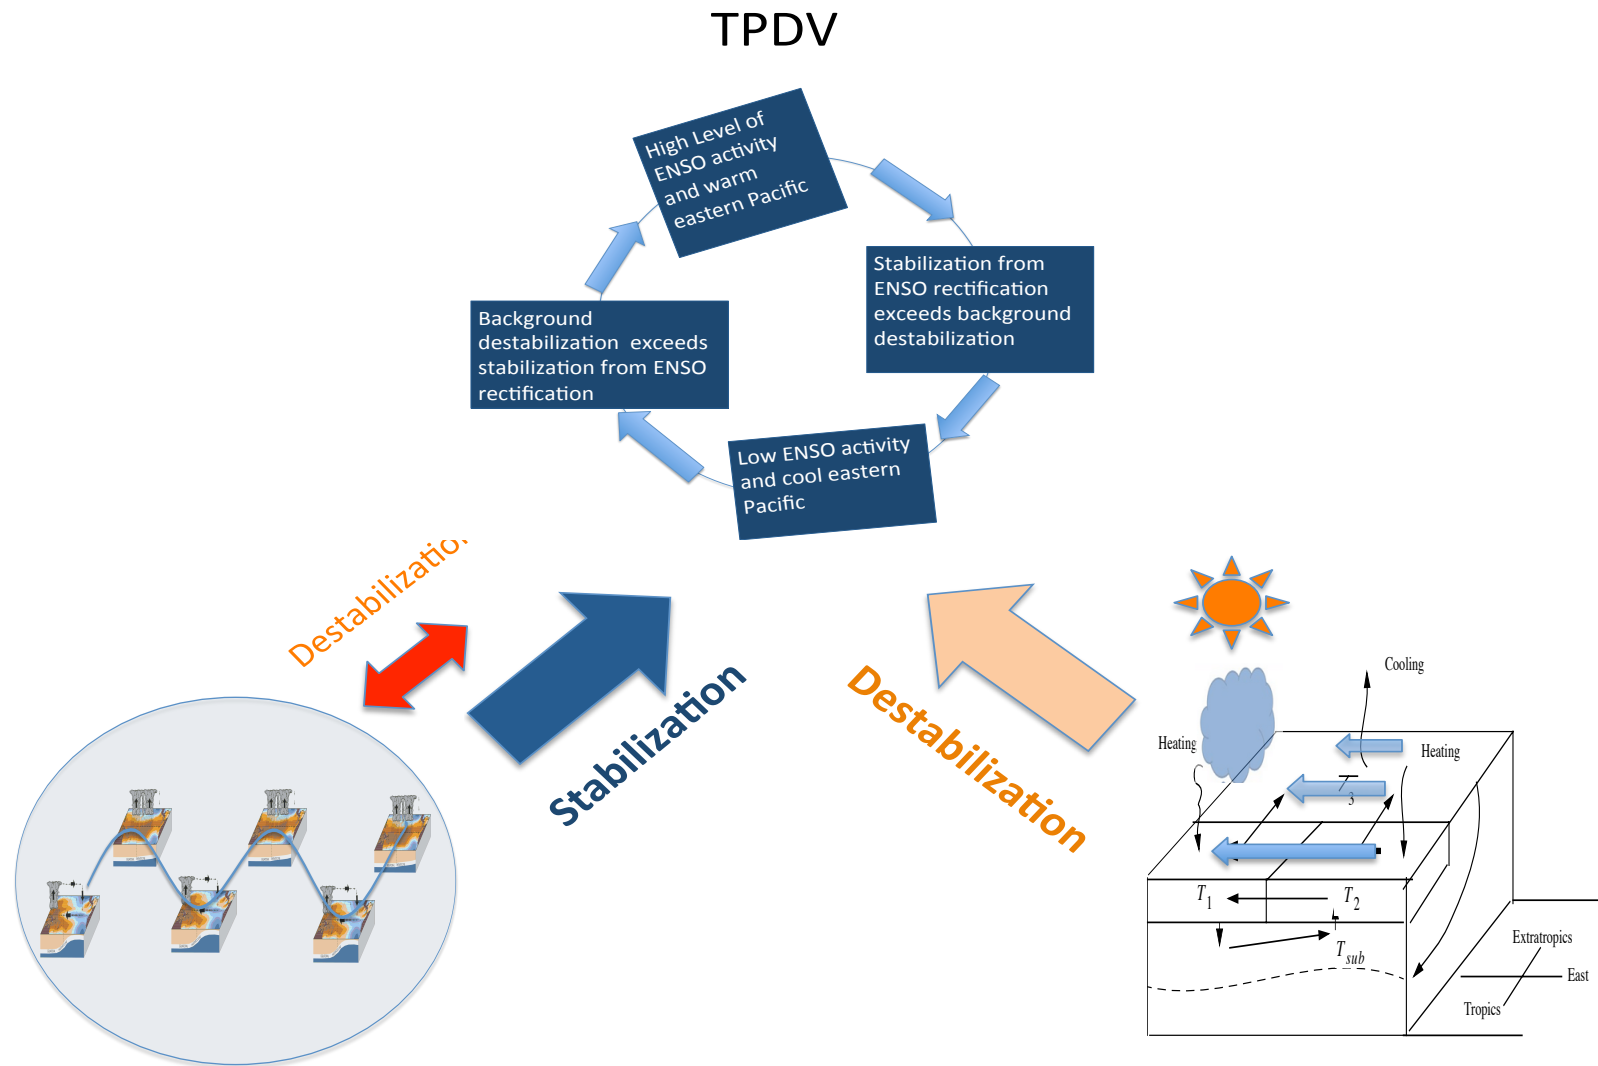 TPDV
High Level of
ENSO activity
and warm
eastern Pacific
Stabilization from
ENSO rectification
exceeds background
destabilization
Background
destabilization exceeds
stabilization from ENSO
rectification
Low ENSO activity
and cool eastern
Pacific
Destabilization
Stabilization
Destabilization
Cooling
Heating
Heating
3
T1
T2
Tsub
Extratropics
East
Tropics